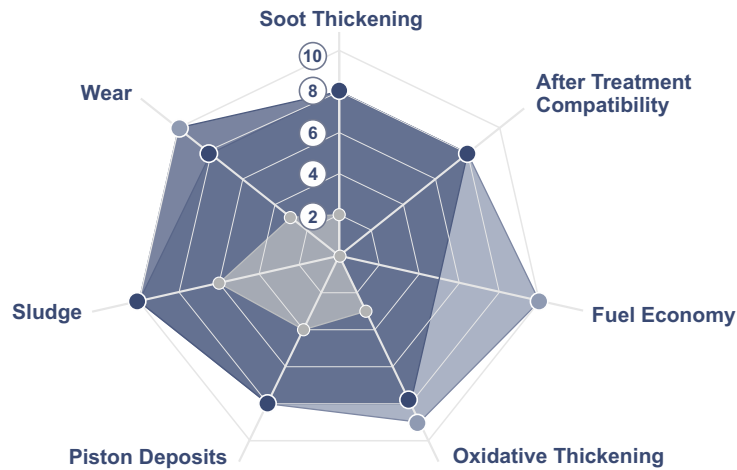 Soot Thickening
10
8
6
4
2
After Treatment
Compatibility
Fuel Economy
Oxidative Thickening
Piston Deposits
Sludge
Wear